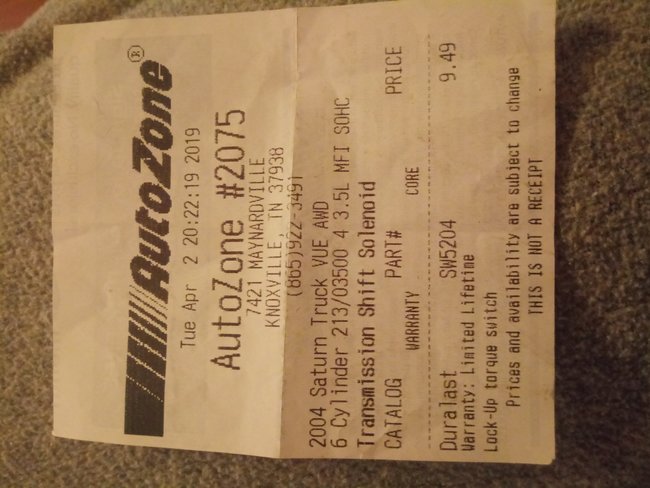 AutoZone®
Tue Apr 2 20:22:19 2019
AutoZone #2075
7421 MAYNARDVILLE
KNOXVILLE, TN 37938
(865)922-3491
2004 Saturn Truck VUE AWD
6 Cylinder 213/03500 4 3.5L MFI SOHC
Transmission Shift Solenoid
CATALOG PART# PRICE
WARRANTY CORE
Duralast SW5204 9.49
Warranty: Limited Lifetime
Lock-Up torque switch
Prices and availability are subject to change
THIS IS NOT A RECEIPT